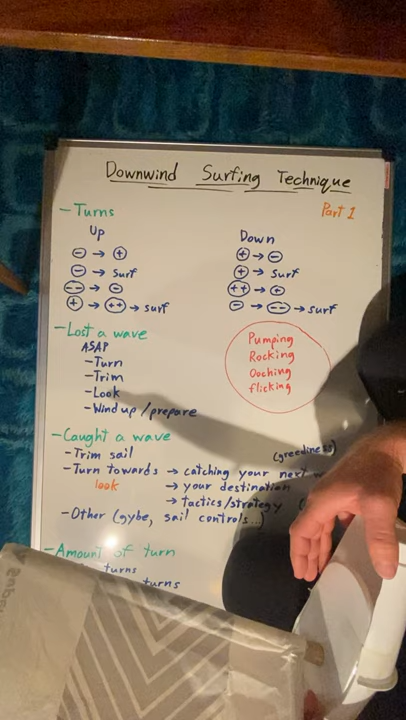 Downwind Surfing Technique
Part 1
- Turns
Up
⊖ → ⊕
⊖ → surf
(--) → ⊖
⊕ → (++) → surf
Down
⊕ → ⊖
⊕ → surf
(++) → ⊕
⊖ → (--) → surf
- Lost a wave
ASAP
- Turn
- Trim
- Look
- Wind up/prepare
Pumping
Rocking
Ooching
flicking
- Caught a wave
- Trim sail
(greediness)
- Turn towards → catching your next
look → your destination
→ tactics/strategy
- Other (gybe, sail controls...)
- Amount of turn
turns
turns